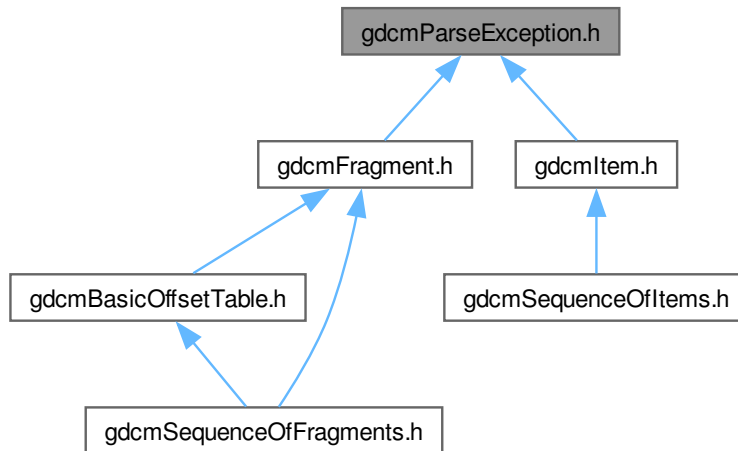 gdcmParseException.h
gdcmFragment.h
gdcmItem.h
gdcmBasicOffsetTable.h
gdcmSequenceOfItems.h
gdcmSequenceOfFragments.h